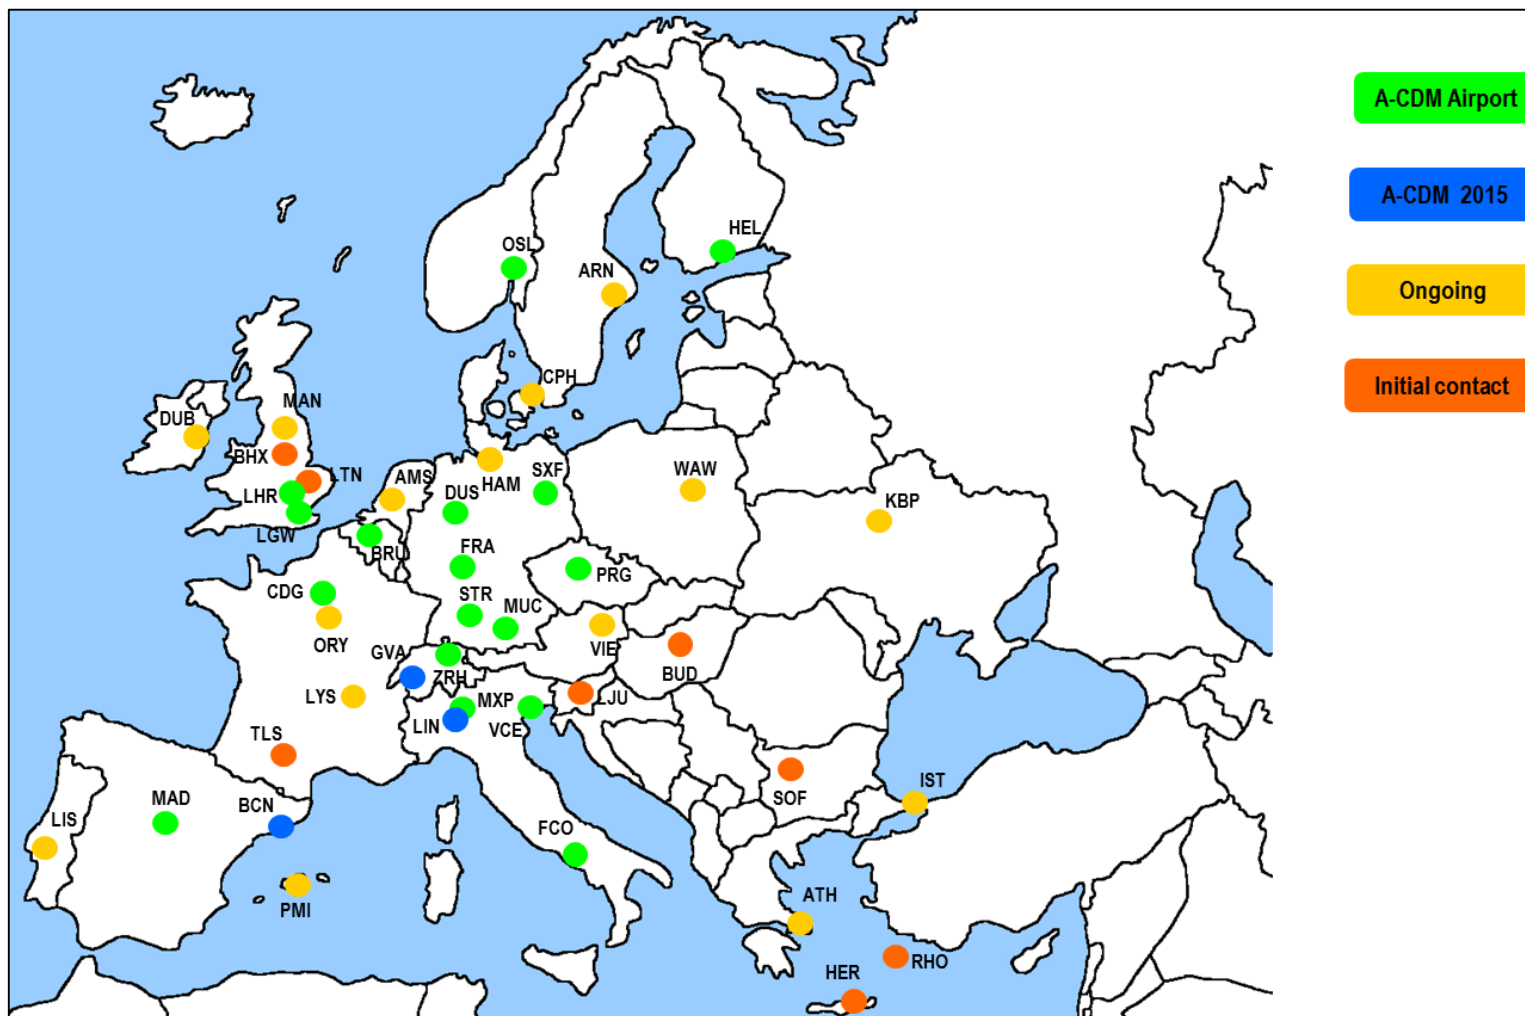 A-CDM Airport
A-CDM 2015
HEL
OSL
ARN
Ongoing
CPH
Initial contact
MAN
DUB
BHX
LTN
AMS
HAM
SXF
WAW
LHR
DUS
KBP
LGW
BRU
FRA
PRG
CDG
STR
MUC
ORY
GVA
VIE
ZRH
BUD
LYS
MXP
LJU
LIN
VCE
TLS
IST
MAD
BCN
SOF
LIS
FCO
ATH
PMI
RHO
HER